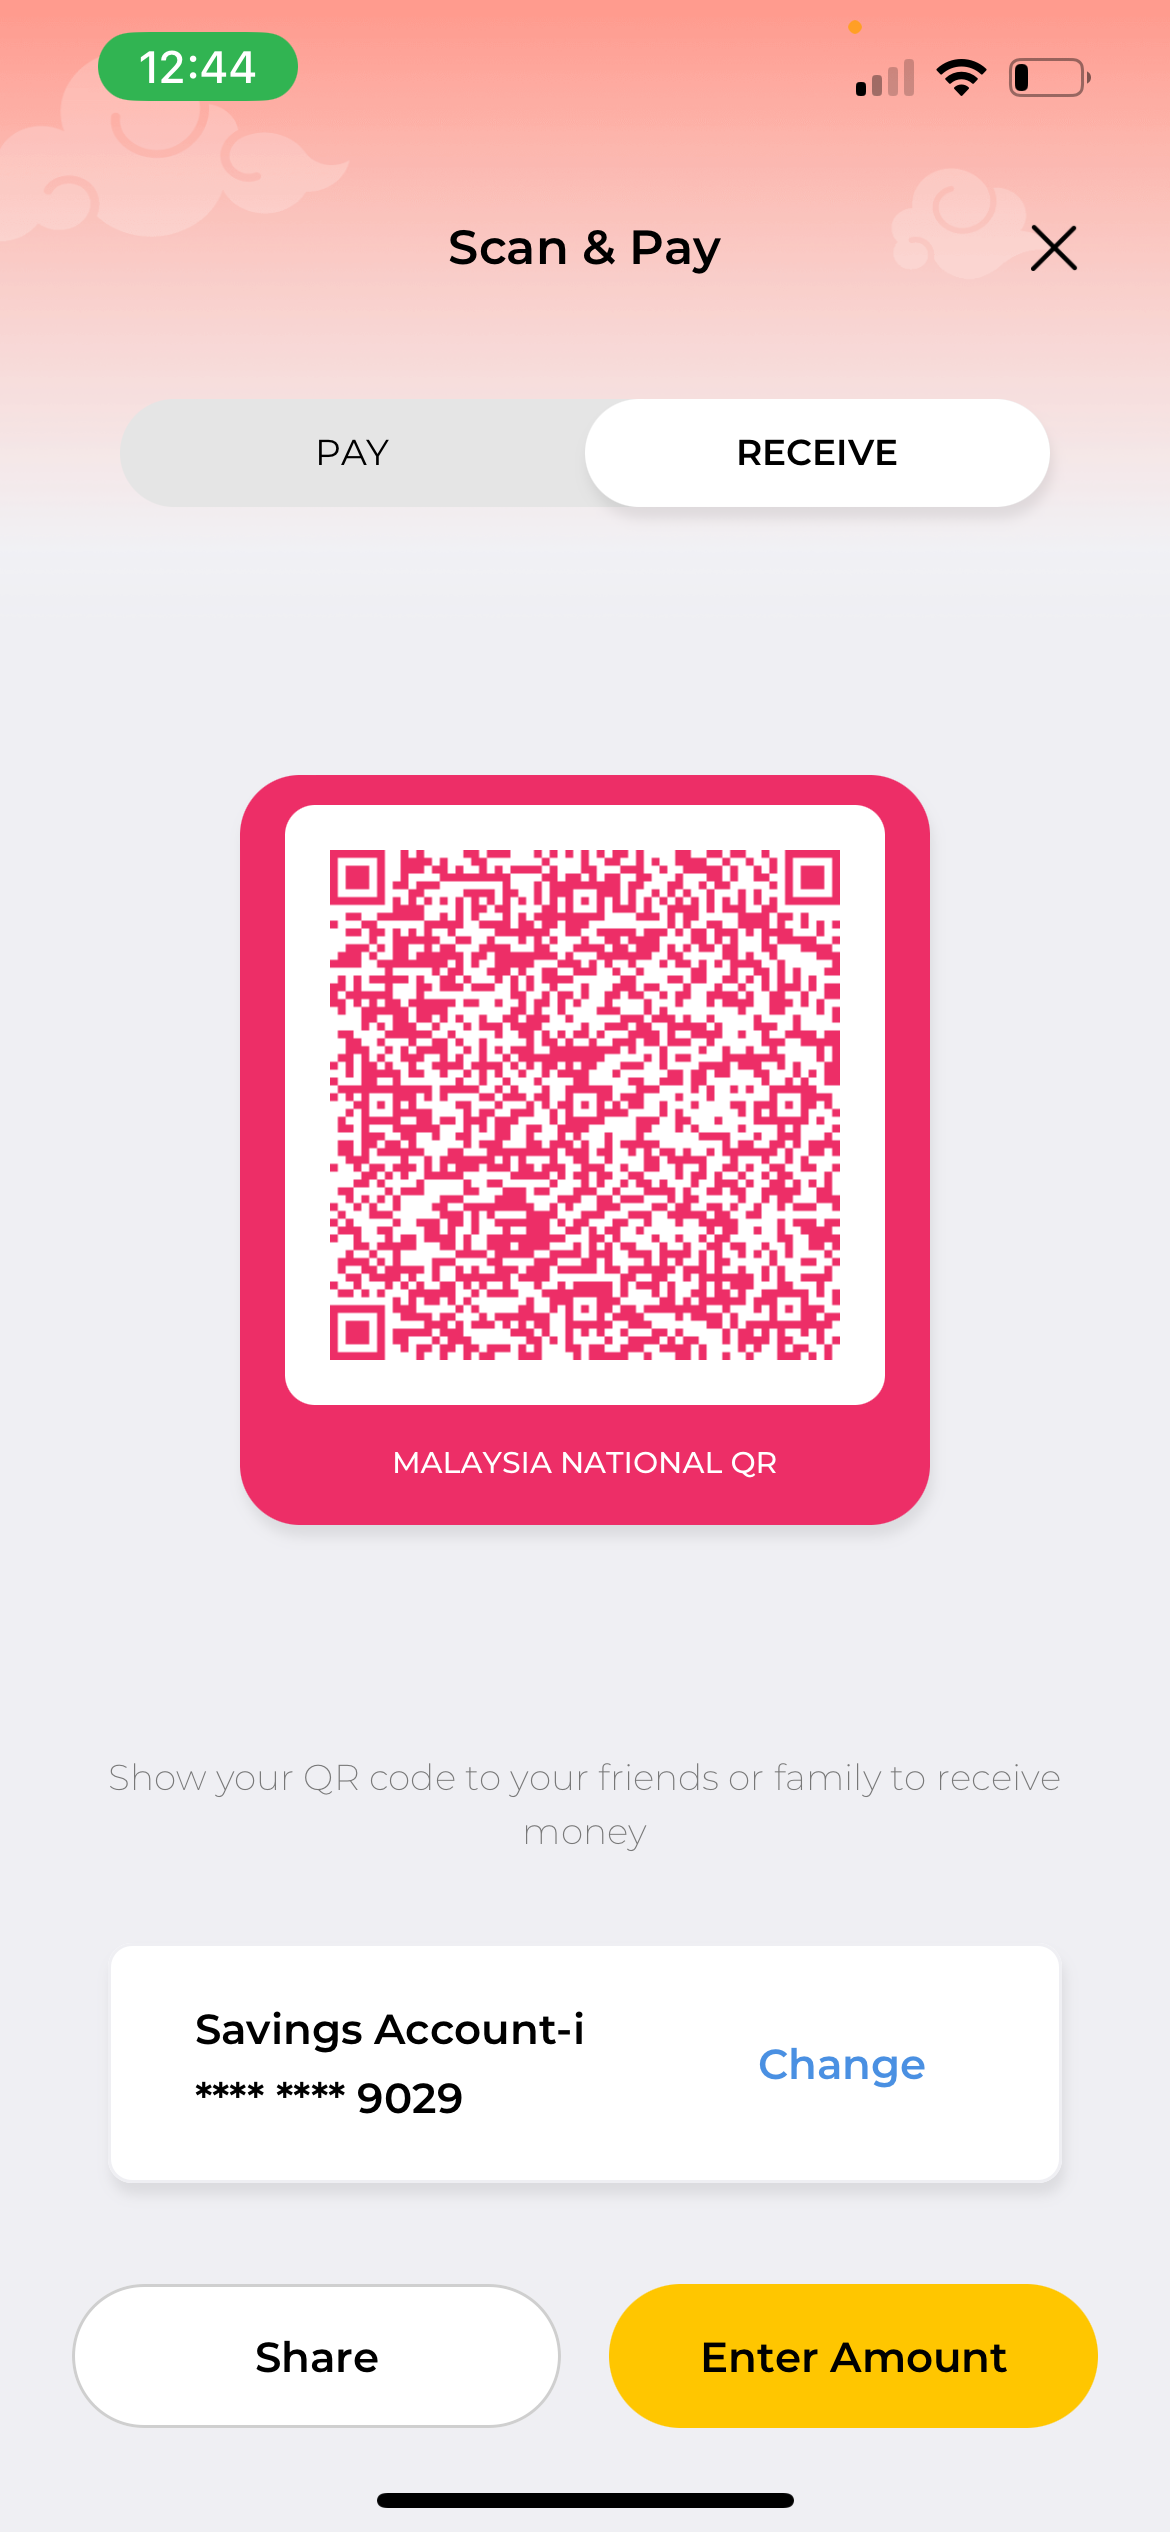 12:44
Scan & Pay
PAY
RECEIVE
MALAYSIA NATIONAL QR
Show your QR code to your friends or family to receive
money
Savings Account-i
**** **** 9029
Change
Share
Enter Amount